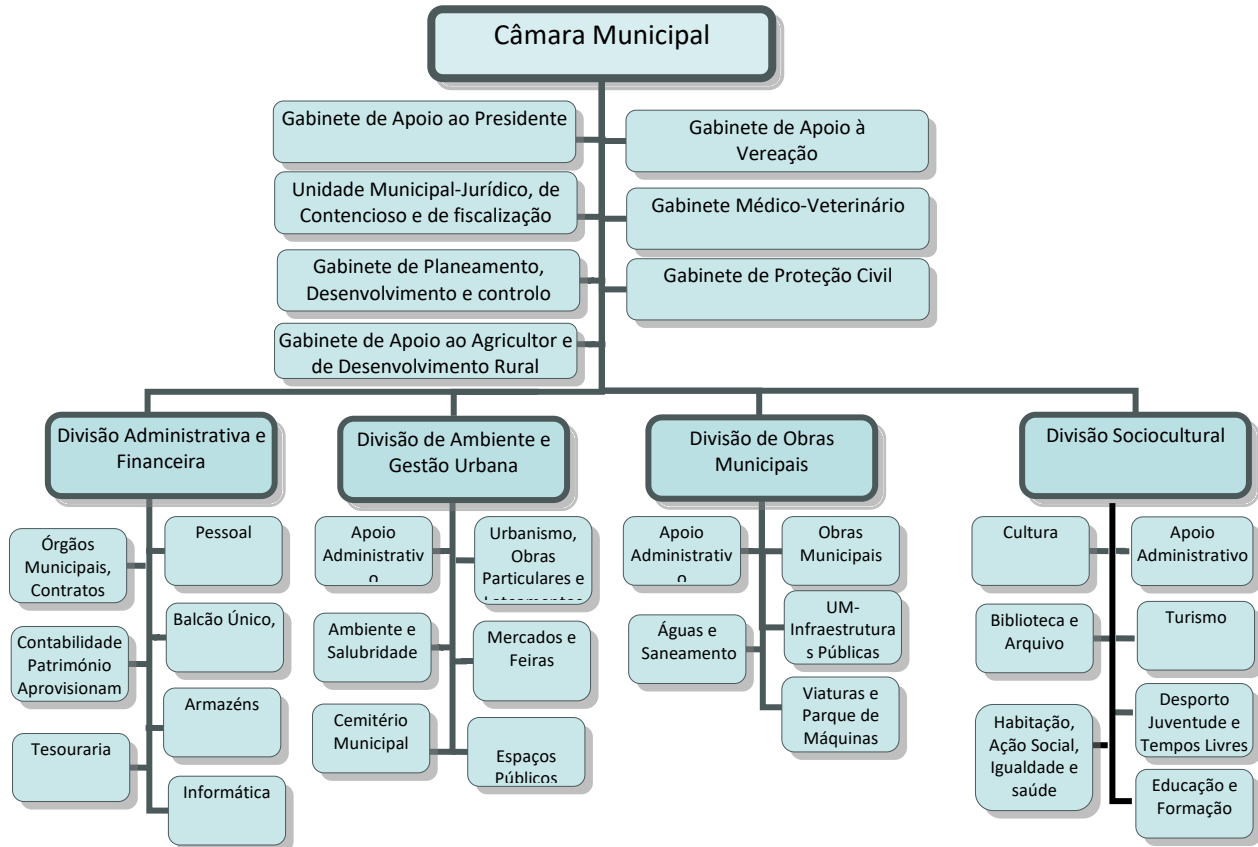 Câmara Municipal
Gabinete de Apoio ao Presidente
Gabinete de Apoio à
Vereação
Unidade Municipal-Jurídico, de
Contencioso e de fiscalização
Gabinete Médico-Veterinário
Gabinete de Planeamento,
Desenvolvimento e controlo
Gabinete de Proteção Civil
Gabinete de Apoio ao Agricultor e
de Desenvolvimento Rural
Divisão Administrativa e
Financeira
Órgãos
Municipais,
Contratos
Pessoal
Contabilidade
Património
Aprovisionam
Balcão Único,
Armazéns
Tesouraria
Informática
Divisão de Ambiente e
Gestão Urbana
Apoio
Administrativ
o
Urbanismo,
Obras
Particulares e
Loteamentos
Ambiente e
Salubridade
Mercados e
Feiras
Cemitério
Municipal
Espaços
Públicos
Divisão de Obras
Municipais
Apoio
Administrativ
o
Obras
Municipais
Águas e
Saneamento
UM-
Infraestrutura
s Públicas
Viaturas e
Parque de
Máquinas
Divisão Sociocultural
Cultura
Apoio
Administrativo
Biblioteca e
Arquivo
Turismo
Habitação,
Ação Social,
Igualdade e
saúde
Desporto
Juventude e
Tempos Livres
Educação e
Formação